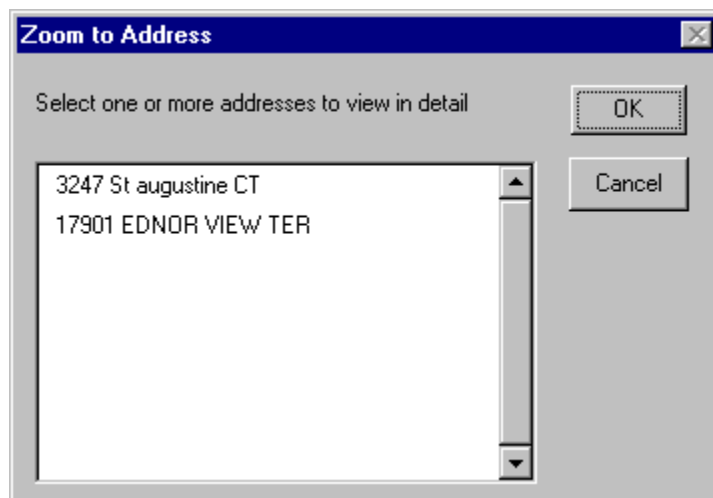 Zoom to Address
Select one or more addresses to view in detail
OK
3247 St augustine CT
Cancel
17901 EDNOR VIEW TER